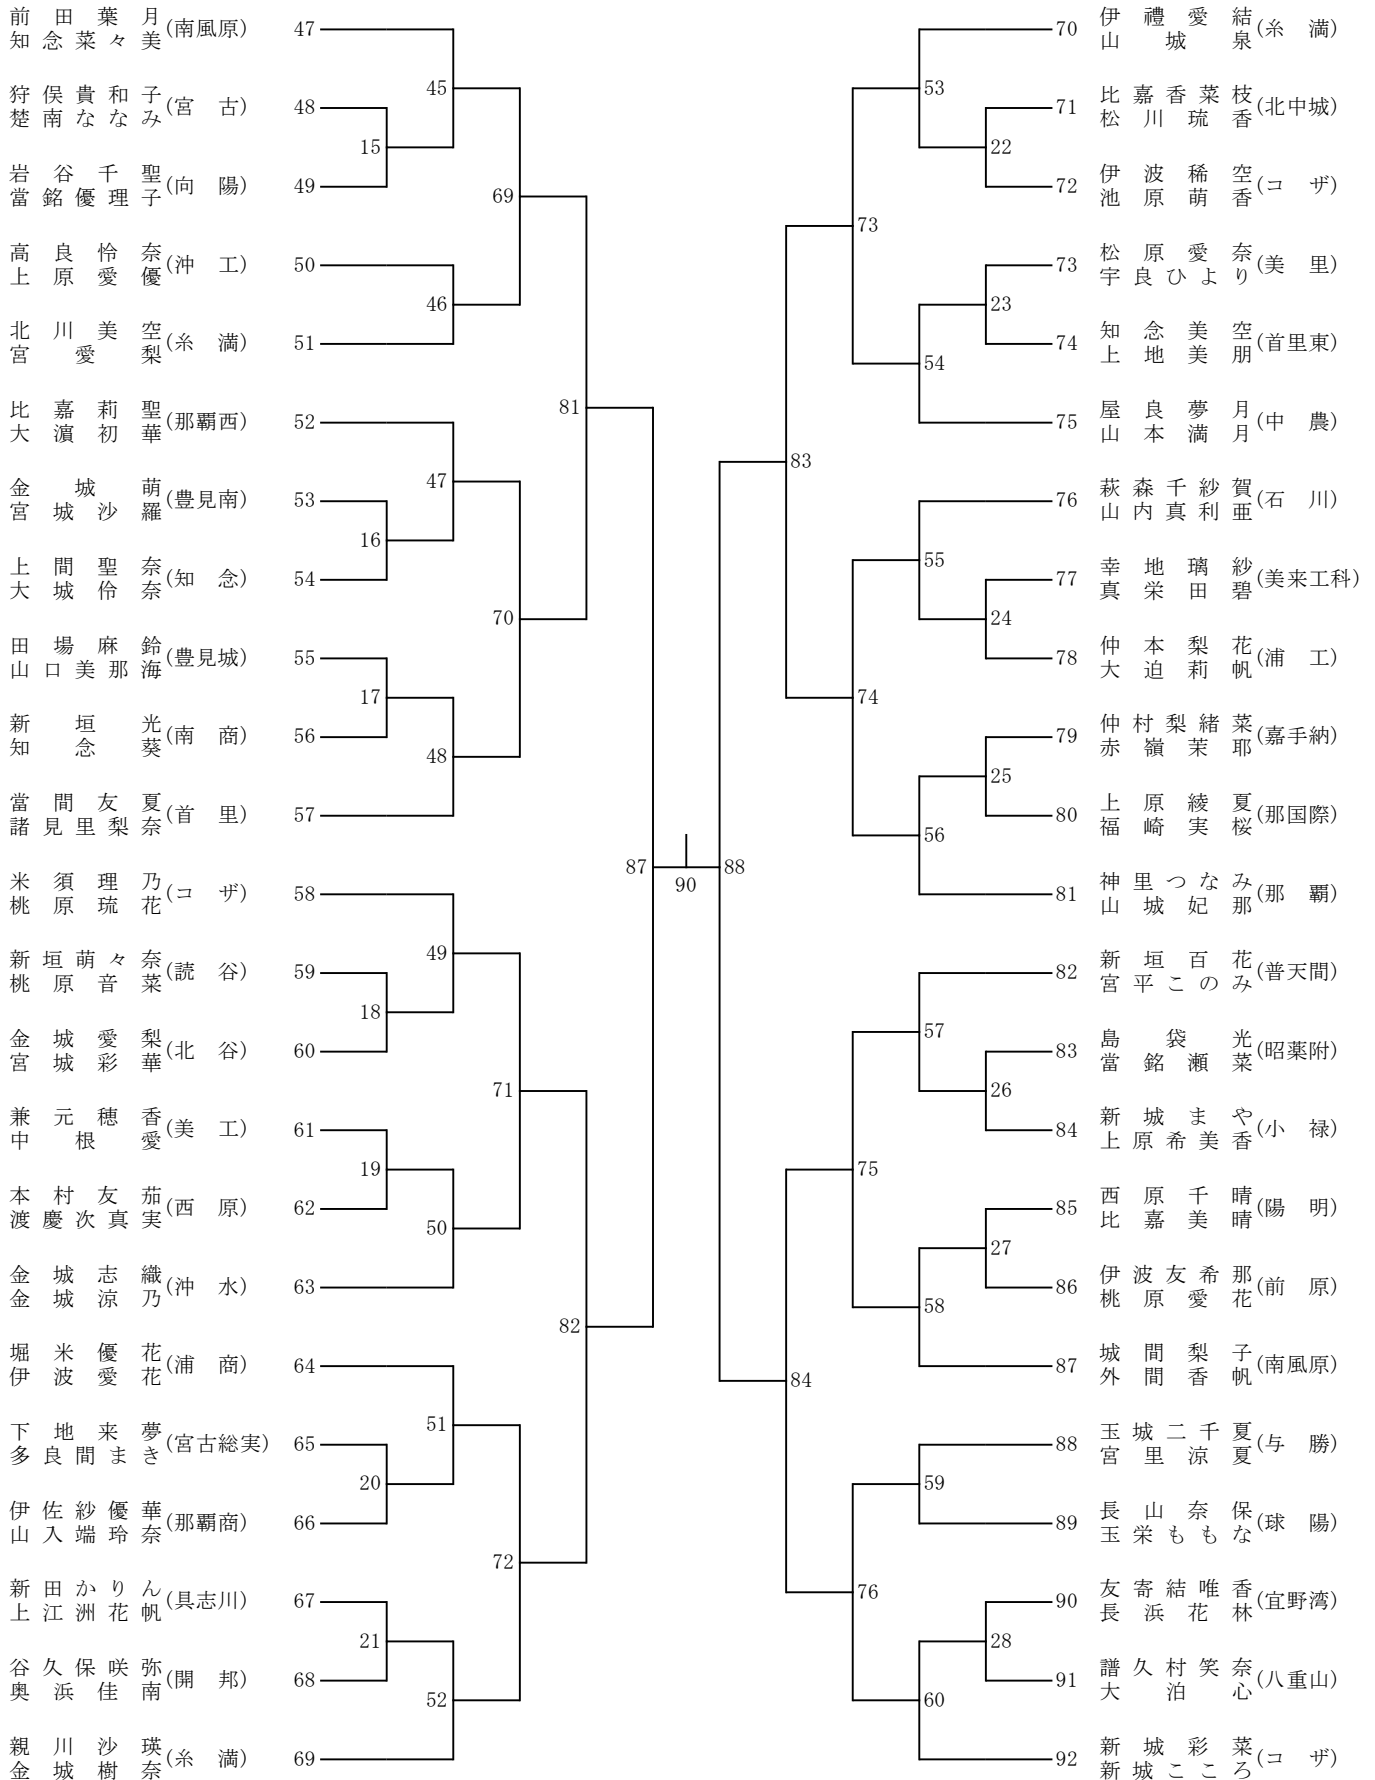 前田葉月
知念菜々美
(南風原) 47
狩俣貴和子
楚南ななみ
(宮古) 48
岩谷千聖
當銘優理子
(向陽) 49
高良怜奈
上原愛優
(沖工) 50
北川美空
宮愛梨
(糸満) 51
比嘉莉聖
大濵初華
(那覇西) 52
金城萌
宮城沙羅
(豊見南) 53
上間聖奈
大城伶奈
(知念) 54
田場麻鈴
山口美那海
(豊見城) 55
新垣光
知念葵
(南商) 56
當間友夏
諸見里梨奈
(首里) 57
米須理乃
桃原琉花
(コザ) 58
新垣萌々奈
桃原音菜
(読谷) 59
金城愛梨
宮城彩華
(北谷) 60
兼元穂香
中根愛
(美工) 61
本村友茄
渡慶次真実
(西原) 62
金城志織
金城涼乃
(沖水) 63
堀米優花
伊波愛花
(浦商) 64
下地来夢
多良間まき
(宮古総実) 65
伊佐紗優華
山入端玲奈
(那覇商) 66
新田かりん
上江洲花帆
(具志川) 67
谷久保咲弥
奥浜佳南
(開邦) 68
親川沙瑛
金城樹奈
(糸満) 69
15
16
17
18
19
20
21
45
46
47
48
49
50
51
52
69
70
71
72
81
82
87
90
88
83
84
73
74
75
76
53
54
55
56
57
58
59
60
22
23
24
25
26
27
28
70 伊禮愛結
山城泉
(糸満)
71 比嘉香菜枝
松川琉香
(北中城)
72 伊波稀空
池原萌香
(コザ)
73 松原愛奈
宇良ひより
(美里)
74 知念美空
上地美朋
(首里東)
75 屋良夢月
山本満月
(中農)
76 萩森千紗賀
山内真利亜
(石川)
77 幸地璃紗
真栄田碧
(美来工科)
78 仲本梨花
大迫莉帆
(浦工)
79 仲村梨緒菜
赤嶺茉耶
(嘉手納)
80 上原綾夏
福崎実桜
(那国際)
81 神里つなみ
山城妃那
(那覇)
82 新垣百花
宮平このみ
(普天間)
83 島袋光
當銘瀬菜
(昭薬附)
84 新城まや
上原希美香
(小禄)
85 西原千晴
比嘉美晴
(陽明)
86 伊波友希那
桃原愛花
(前原)
87 城間梨子
外間香帆
(南風原)
88 玉城二千夏
宮里涼夏
(与勝)
89 長山奈保
玉栄ももな
(球陽)
90 友寄結唯香
長浜花林
(宜野湾)
91 譜久村笑奈
大泊心
(八重山)
92 新城彩菜
新城こころ
(コザ)